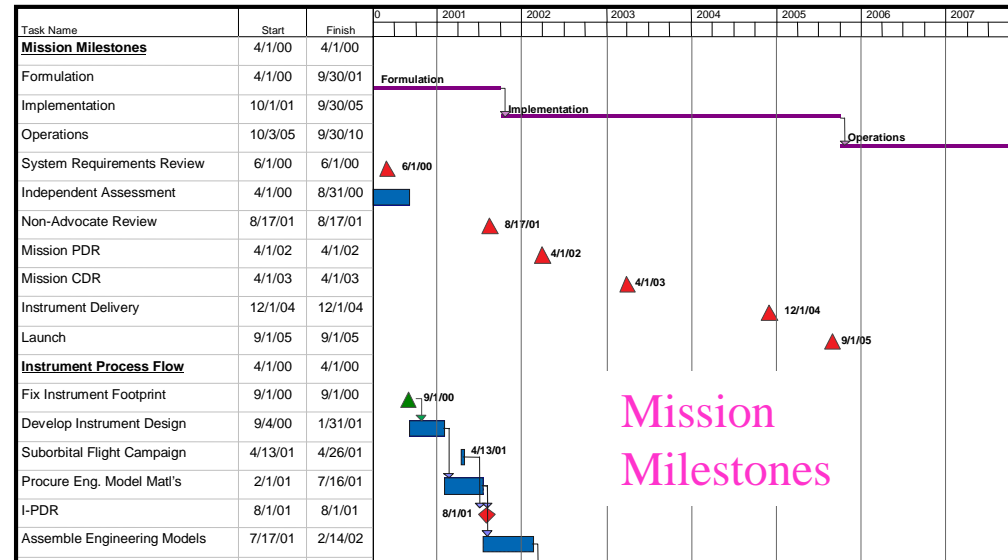 0 2001 2002 2003 2004 2005 2006 2007
Task Name Start Finish
Mission Milestones 4/1/00 4/1/00
Formulation 4/1/00 9/30/01 Formulation
Implementation 10/1/01 9/30/05 Implementation
Operations 10/3/05 9/30/10 Operations
System Requirements Review 6/1/00 6/1/00 6/1/00
Independent Assessment 4/1/00 8/31/00
Non-Advocate Review 8/17/01 8/17/01 8/17/01
Mission PDR 4/1/02 4/1/02 4/1/02
Mission CDR 4/1/03 4/1/03 4/1/03
Instrument Delivery 12/1/04 12/1/04 12/1/04
Launch 9/1/05 9/1/05 9/1/05
Instrument Process Flow 4/1/00 4/1/00
Fix Instrument Footprint 9/1/00 9/1/00 9/1/00
Develop Instrument Design 9/4/00 1/31/01
Suborbital Flight Campaign 4/13/01 4/26/01 4/13/01
Procure Eng. Model Matl's 2/1/01 7/16/01
I-PDR 8/1/01 8/1/01 8/1/01
Assemble Engineering Models 7/17/01 2/14/02
Mission
Milestones